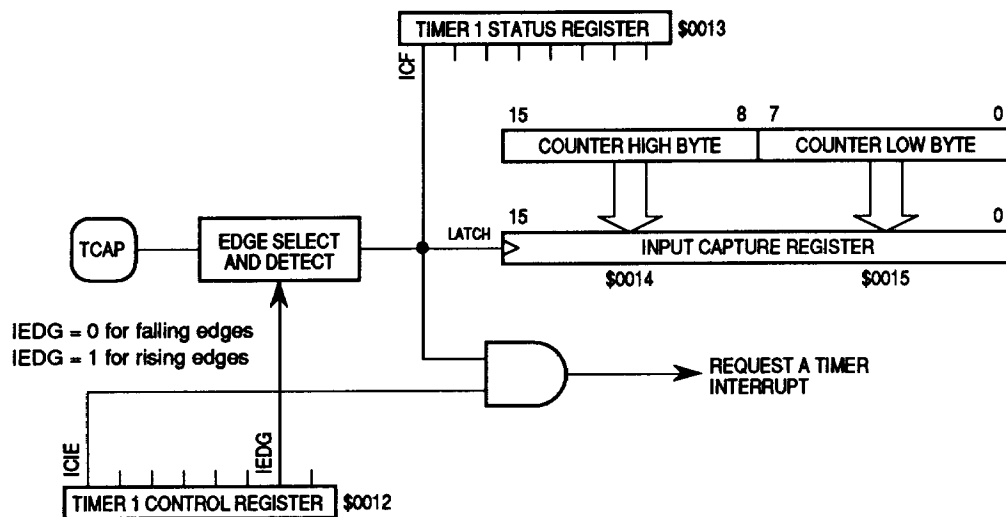 TIMER 1 STATUS REGISTER $0013
ICF
15 8 7 0
COUNTER HIGH BYTE COUNTER LOW BYTE
TCAP
EDGE SELECT
AND DETECT
LATCH
15 0
INPUT CAPTURE REGISTER
$0014 $0015
IEDG = 0 for falling edges
IEDG = 1 for rising edges
REQUEST A TIMER
INTERRUPT
ICIE
IEDG
TIMER 1 CONTROL REGISTER $0012